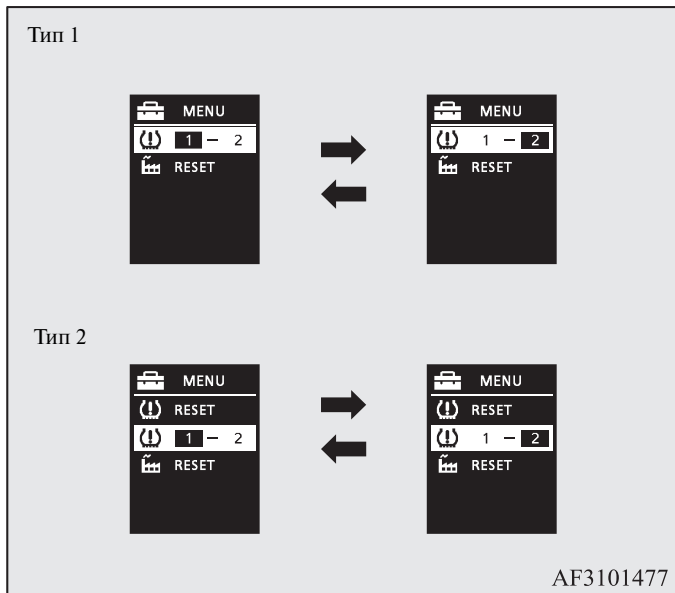 Тип 1
MENU
1 – 2
RESET
MENU
1 – 2
RESET
Тип 2
MENU
RESET
1 – 2
RESET
MENU
RESET
1 – 2
RESET
AF3101477